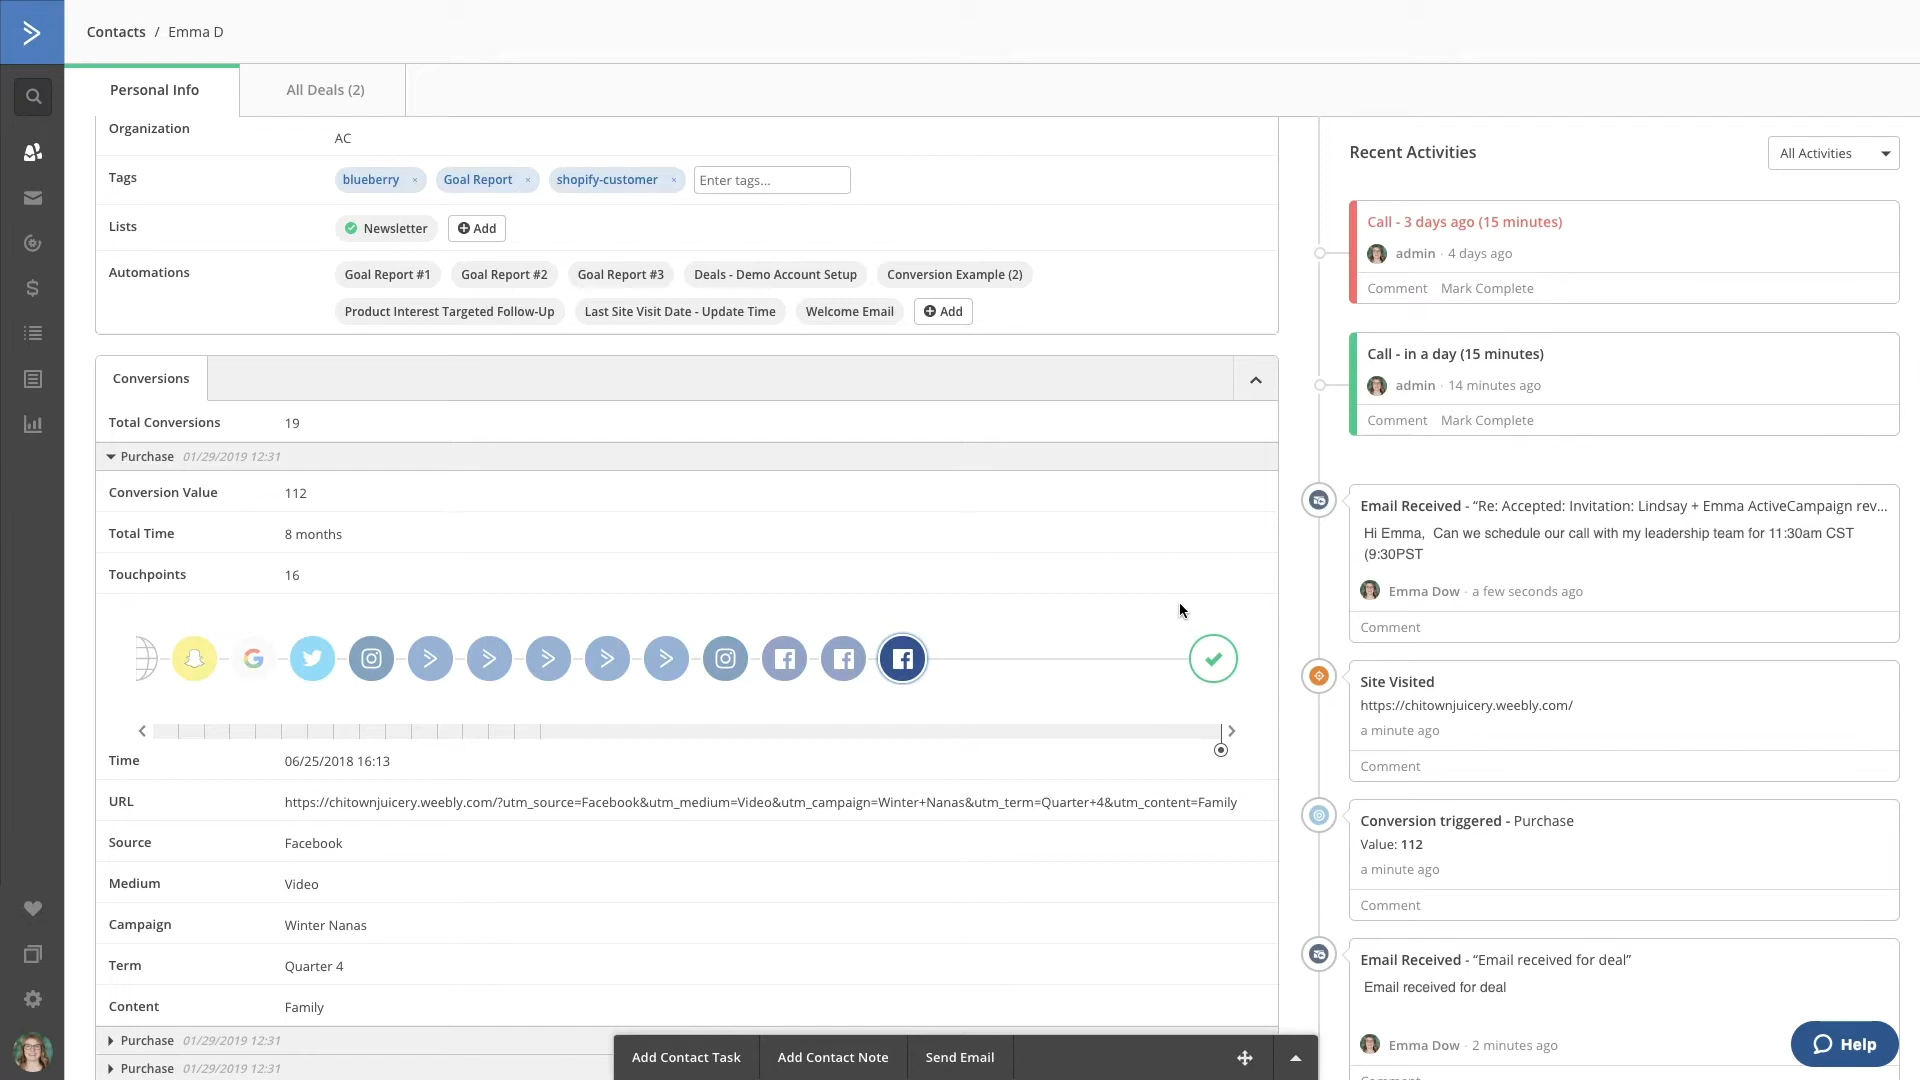 Contacts / Emma D
Personal Info
All Deals (2)
Organization
AC
Tags
blueberry ×
Goal Report ×
shopify-customer ×
Enter tags...
Lists
Newsletter
Add
Automations
Goal Report #1
Goal Report #2
Goal Report #3
Deals - Demo Account Setup
Conversion Example (2)
Product Interest Targeted Follow-Up
Last Site Visit Date - Update Time
Welcome Email
Add
Conversions
Total Conversions 19
Purchase 01/29/2019 12:31
Conversion Value 112
Total Time 8 months
Touchpoints 16
Time 06/25/2018 16:13
URL https://chitownjuicery.weebly.com/?utm_source=Facebook&utm_medium=Video&utm_campaign=Winter+Nanas&utm_term=Quarter+4&utm_content=Family
Source Facebook
Medium Video
Campaign Winter Nanas
Term Quarter 4
Content Family
Purchase 01/29/2019 12:31
Purchase 01/29/2019 12:31
Add Contact Task
Add Contact Note
Send Email
Recent Activities
All Activities
Call - 3 days ago (15 minutes)
admin · 4 days ago
Comment Mark Complete
Call - in a day (15 minutes)
admin · 14 minutes ago
Comment Mark Complete
Email Received - “Re: Accepted: Invitation: Lindsay + Emma ActiveCampaign rev...
Hi Emma, Can we schedule our call with my leadership team for 11:30am CST
(9:30PST
Emma Dow · a few seconds ago
Comment
Site Visited
https://chitownjuicery.weebly.com/
a minute ago
Comment
Conversion triggered - Purchase
Value: 112
a minute ago
Comment
Email Received - “Email received for deal”
Email received for deal
Emma Dow · 2 minutes ago
Help